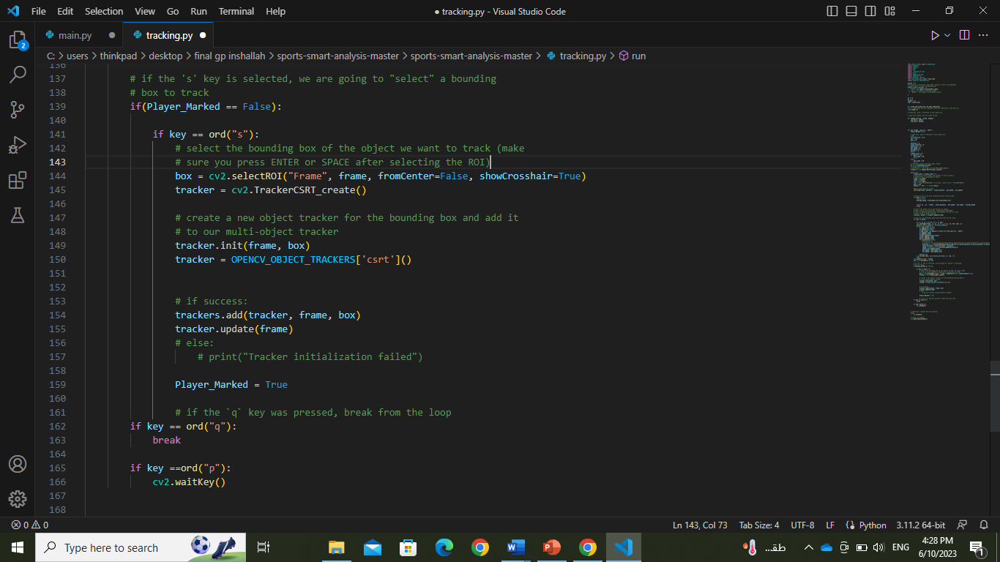 File Edit Selection View Go Run Terminal Help
● tracking.py - Visual Studio Code
main.py ●
tracking.py ●
C: > users > thinkpad > desktop > final gp inshallah > sports-smart-analysis-master > sports-smart-analysis-master > tracking.py > run
2
136
137 # if the 's' key is selected, we are going to "select" a bounding
138 # box to track
139 if(Player_Marked == False):
140
141 if key == ord("s"):
142 # select the bounding box of the object we want to track (make
143 # sure you press ENTER or SPACE after selecting the ROI)
144 box = cv2.selectROI("Frame", frame, fromCenter=False, showCrosshair=True)
145 tracker = cv2.TrackerCSRT_create()
146
147 # create a new object tracker for the bounding box and add it
148 # to our multi-object tracker
149 tracker.init(frame, box)
150 tracker = OPENCV_OBJECT_TRACKERS['csrt']()
151
152
153 # if success:
154 trackers.add(tracker, frame, box)
155 tracker.update(frame)
156 # else:
157 # print("Tracker initialization failed")
158
159 Player_Marked = True
160
161 # if the `q` key was pressed, break from the loop
162 if key == ord("q"):
163 break
164
165 if key ==ord("p"):
166 cv2.waitKey()
167
168
0 0 Ln 143, Col 73 Tab Size: 4 UTF-8 LF Python 3.11.2 64-bit
Type here to search
طق... ENG 4:28 PM
6/10/2023
1